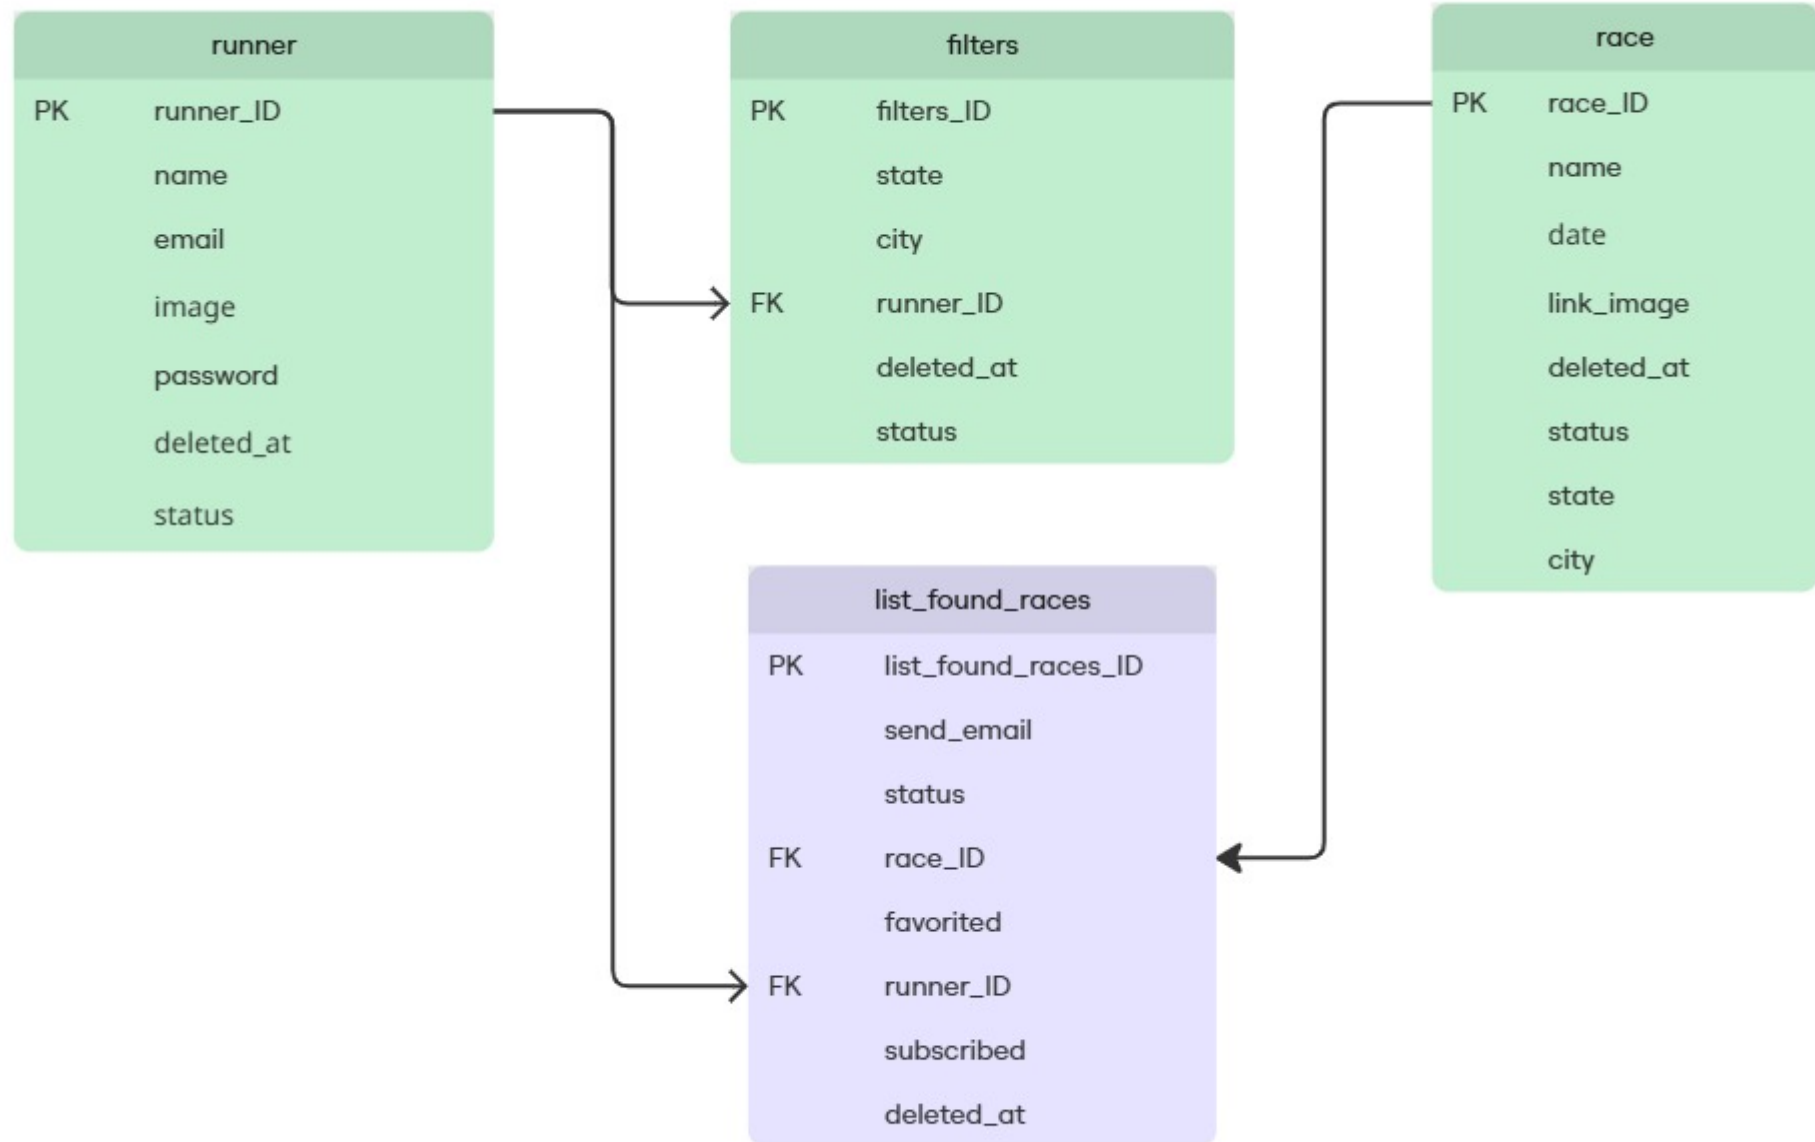 runner
PK runner_ID
name
email
image
password
deleted_at
status
filters
PK filters_ID
state
city
FK runner_ID
deleted_at
status
race
PK race_ID
name
date
link_image
deleted_at
status
state
city
list_found_races
PK list_found_races_ID
send_email
status
FK race_ID
favorited
FK runner_ID
subscribed
deleted_at